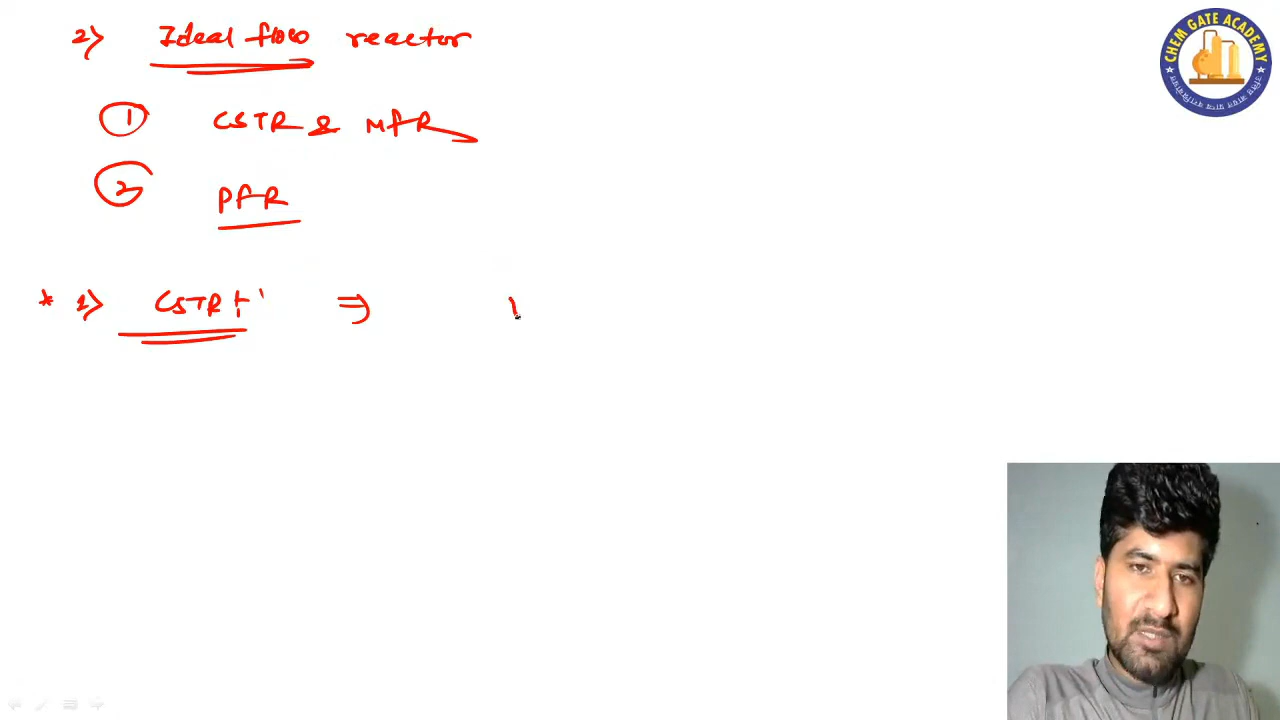 2) Ideal flow reactor
1 CSTR & MFR
2 PFR
* 1) CSTR :- ⇒
CHEM GATE ACADEMY